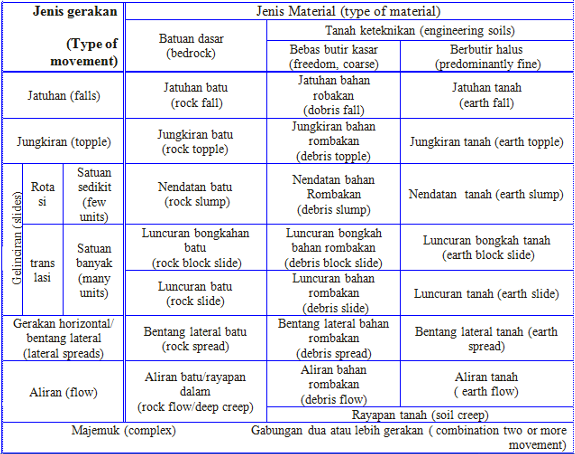 Jenis gerakan
(Type of
movement)
Jenis Material (type of material)
Batuan dasar
(bedrock)
Tanah keteknikan (engineering soils)
Bebas butir kasar
(freedom, coarse)
Berbutir halus
(predominantly fine)
Jatuhan (falls)
Jatuhan batu
(rock fall)
Jatuhan bahan
robakan
(dobris fall)
Jatuhan tanah
(earth fall)
Jungkiran (topple)
Jungkiran batu
(rock topple)
Jungkiran bahan
rombakan
(debris topple)
Jungkiran tanah (earth topple)
Gelinciran (slides)
Rota
si
Satuan
sedikit
(few
units)
Nendatan batu
(rock slump)
Nendatan bahan
Rombakan
(debris slump)
Nendatan tanah (earth slump)
trans
lasi
Satuan
banyak
(many
units)
Luncuran bongkahan
batu
(rock block slide)
Luncuran bongkah
bahan rombakan
(debris block slide)
Luncuran bongkah tanah
(earth block slide)
Luncuran batu
(rock slide)
Luncuran bahan
rombakan
(debris slide)
Luncuran tanah (earth slide)
Gerakan horizontal/
bentang lateral
(lateral spreads)
Bentang lateral batu
(rock spread)
Bentang lateral bahan
rombakan
(debris spread)
Bentang lateral tanah (earth
spread)
Aliran (flow)
Aliran batu/rayapan
dalam
(rock flow/deep creep)
Aliran bahan
rombakan
(debris flow)
Aliran tanah
( earth flow)
Rayapan tanah (soil creep)
Majemuk (complex)
Gabungan dua atau lebih gerakan ( combination two or more
movement)